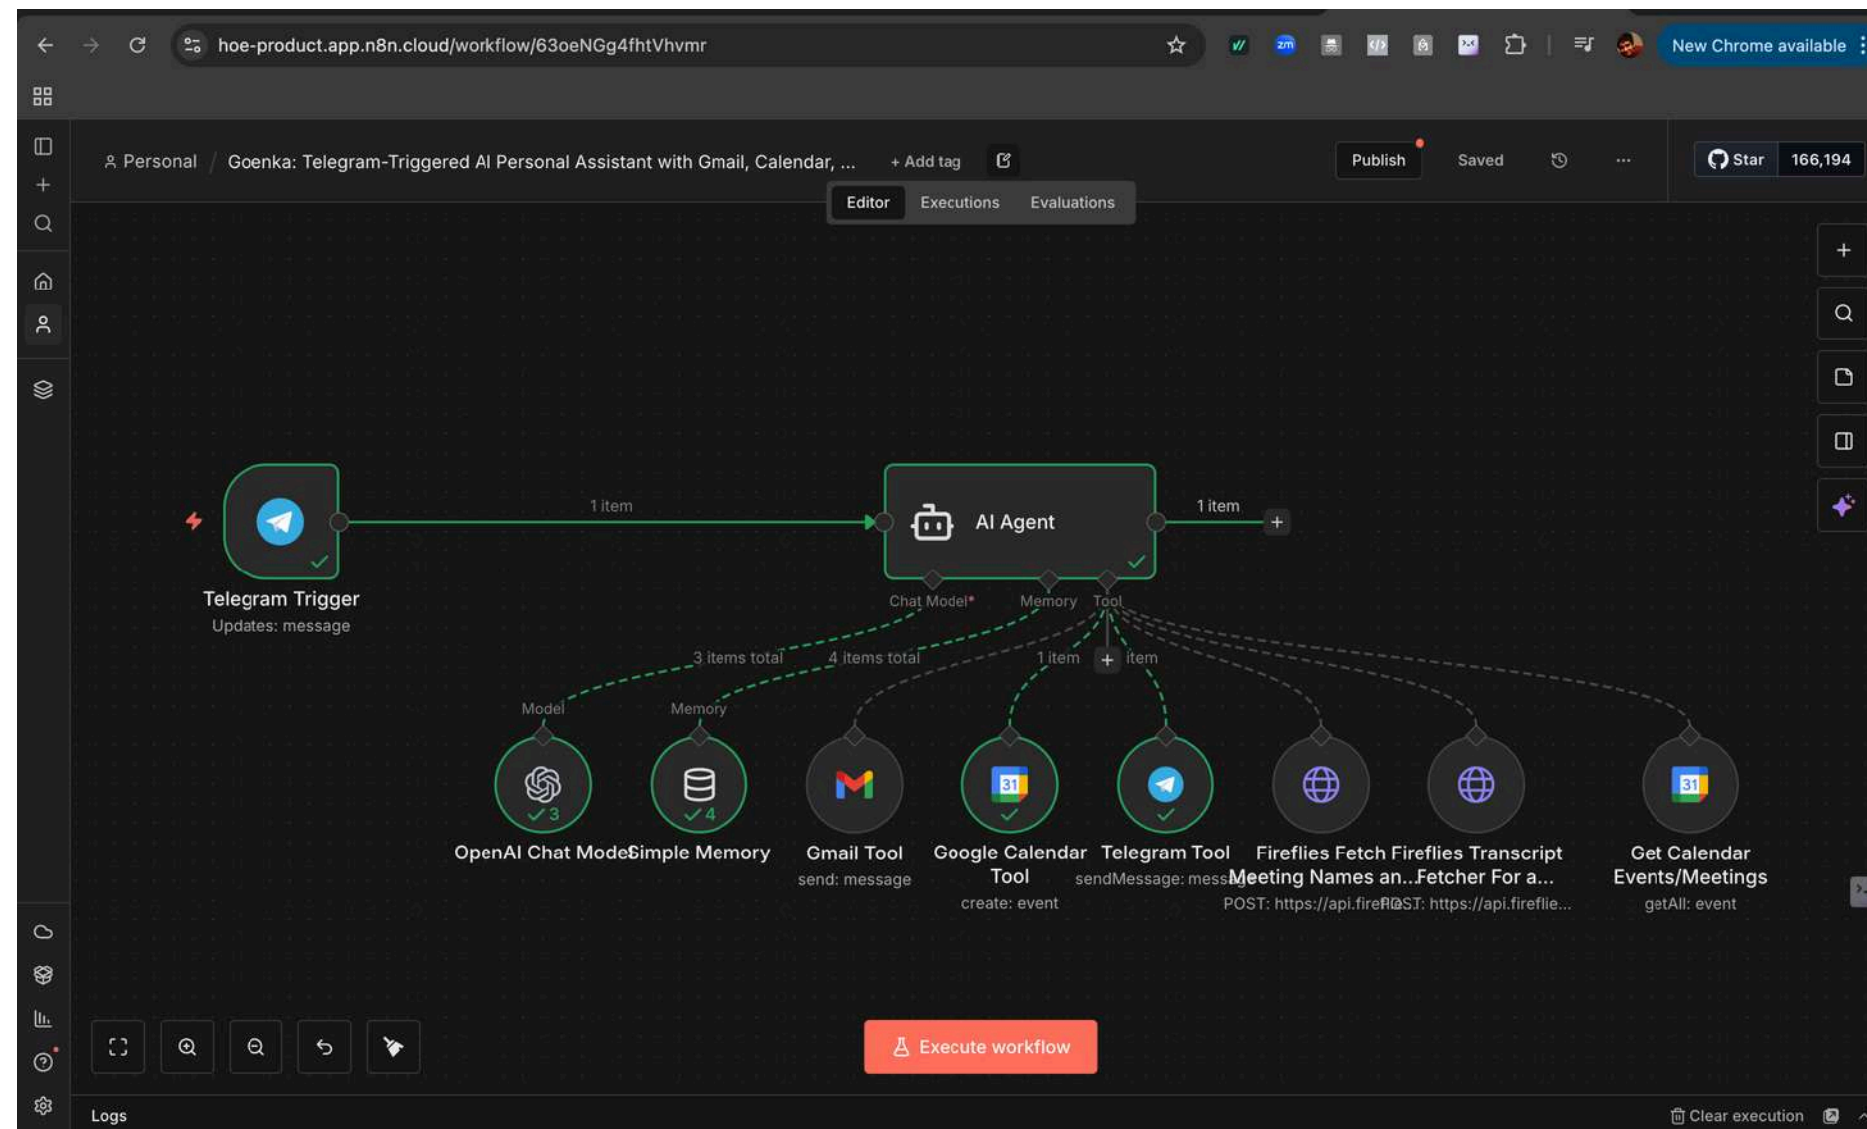 hoe-product.app.n8n.cloud/workflow/63oeNGg4fhtVhvmr
zm
New Chrome available
Personal / Goenka: Telegram-Triggered AI Personal Assistant with Gmail, Calendar, ...
+ Add tag
Publish
Saved
...
Star 166,194
Editor Executions Evaluations
1 item
AI Agent
1 item
Telegram Trigger
Updates: message
Chat Model*
Memory
Tool
3 items total
4 items total
1 item
item
Model
Memory
31
31
3
4
OpenAI Chat Model
Simple Memory
Gmail Tool
send: message
Google Calendar
Tool
create: event
Telegram Tool
sendMessage: message
Fireflies Fetch
Meeting Names an...
POST: https://api.firefile...
Fireflies Transcript
Fetcher For a...
POST: https://api.fireflie...
Get Calendar
Events/Meetings
getAll: event
Execute workflow
Logs
Clear execution